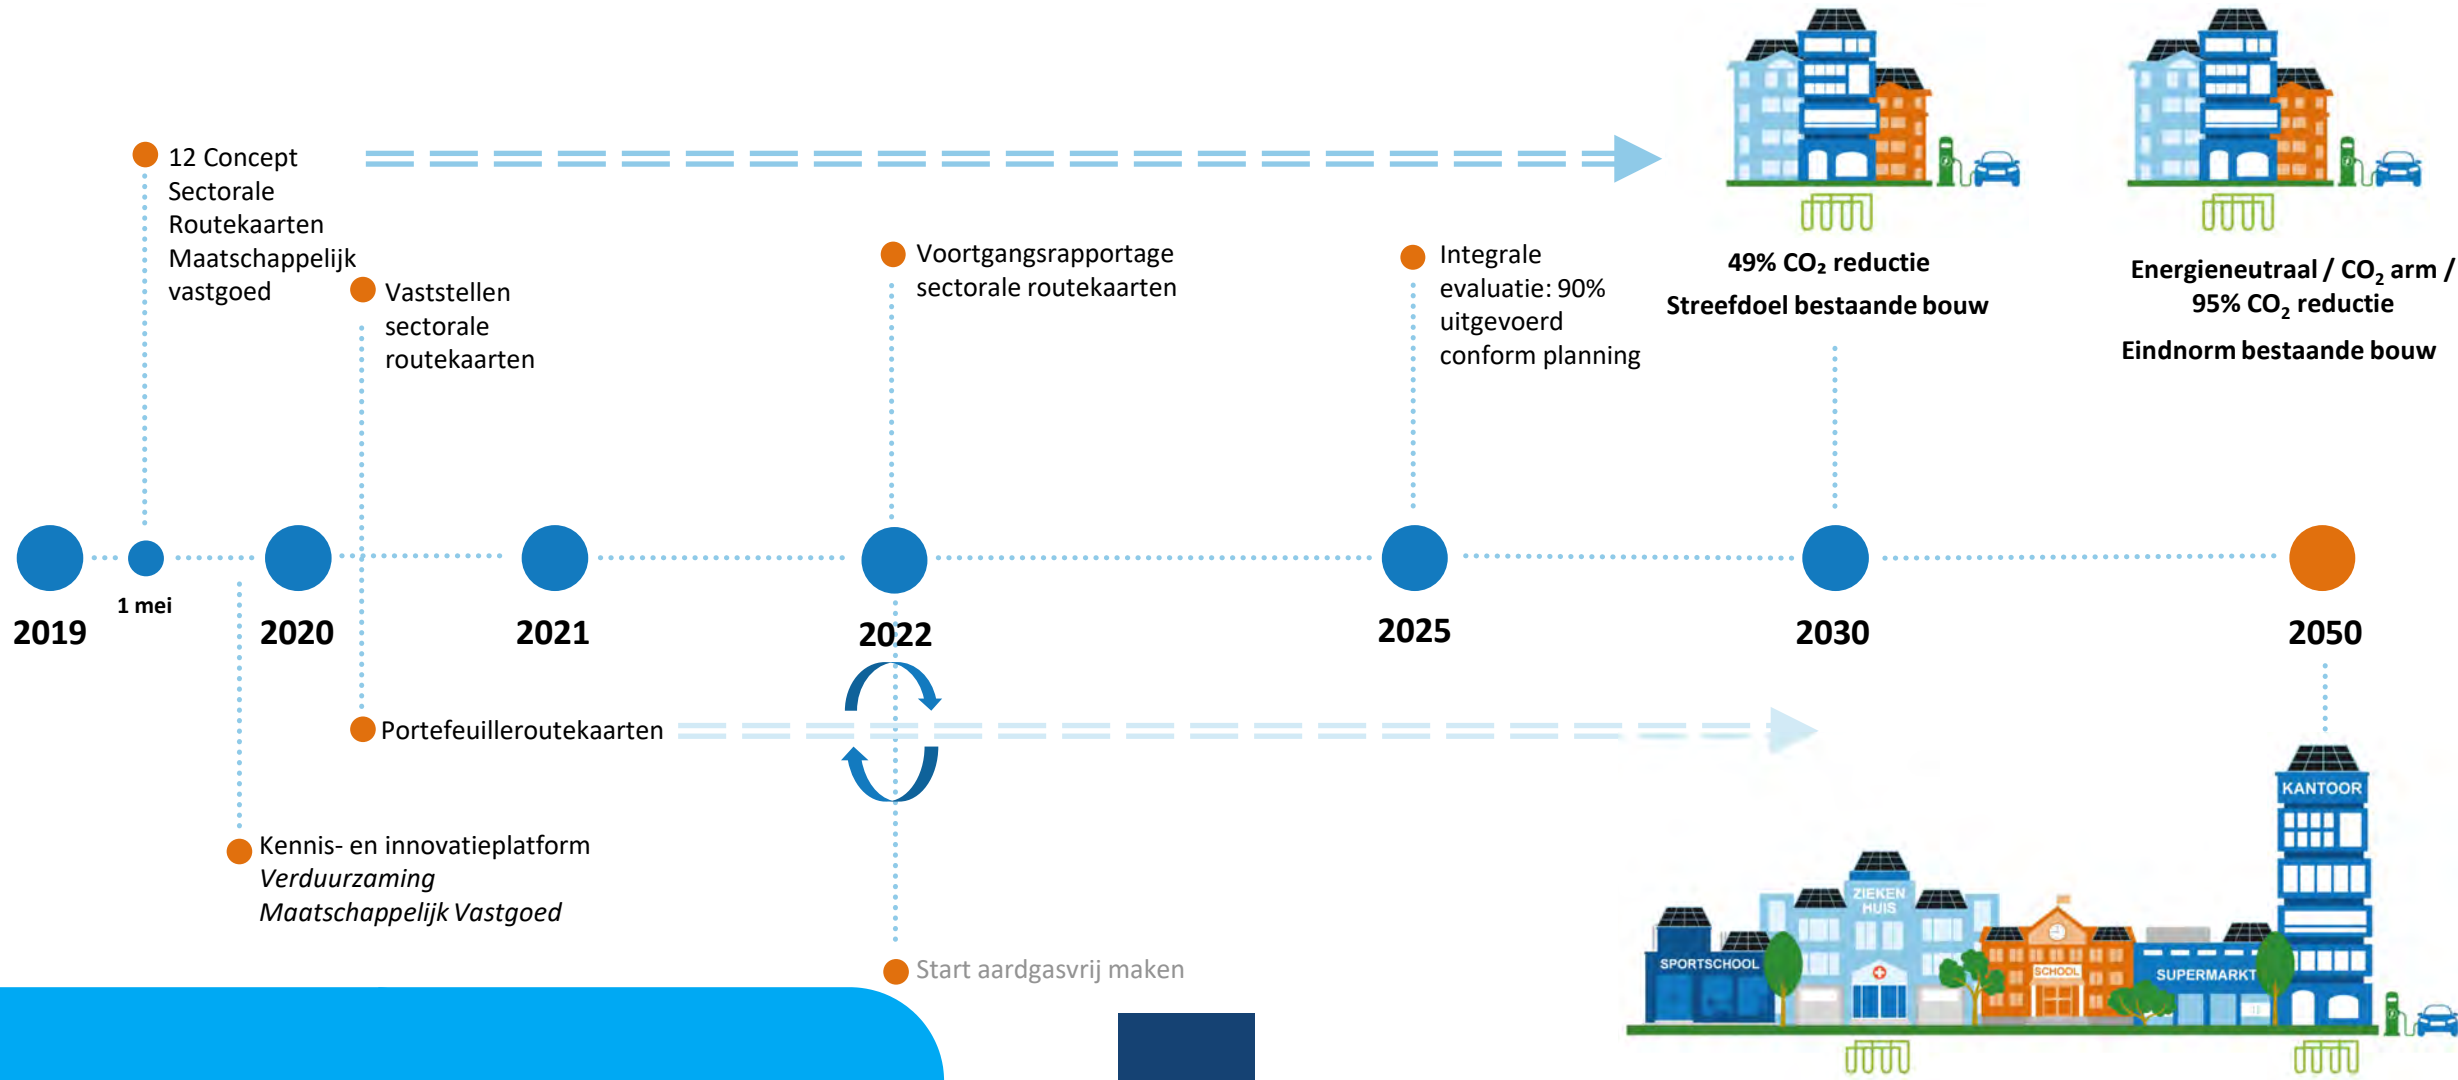 12 Concept
Sectorale
Routekaarten
Maatschappelijk
vastgoed
Vaststellen
sectorale
routekaarten
Voortgangsrapportage
sectorale routekaarten
Integrale
evaluatie: 90%
uitgevoerd
conform planning
49% CO₂ reductie
Streefdoel bestaande bouw
Energieneutraal / CO₂ arm /
95% CO₂ reductie
Eindnorm bestaande bouw
1 mei
2019
2020
2021
2022
2025
2030
2050
Portefeuilleroutekaarten
Kennis- en innovatieplatform
Verduurzaming
Maatschappelijk Vastgoed
Start aardgasvrij maken
SPORTSCHOOL
ZIEKEN
HUIS
SCHOOL
SUPERMARKT
KANTOOR